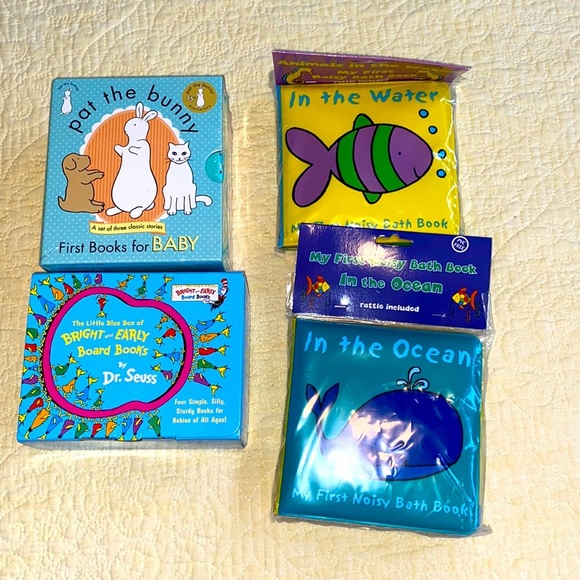 pat the bunny
A set of three classic stories
First Books for BABY
BRIGHT and EARLY
Board Books
The Little Blue Box of
BRIGHT and EARLY
Board Books
BY
Dr. Seuss
Four Simple, Silly,
Sturdy Books for
Babies of All Ages!
Animals in the
My First
Noisy Bath Book
In the Water
My First Noisy Bath Book
My First Noisy Bath Book
In the Ocean
rattle included
In the Ocean
My First Noisy Bath Book